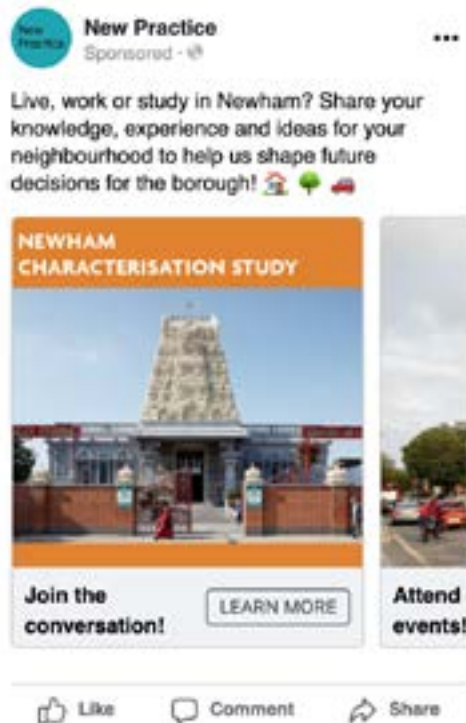 New Practice
New Practice
Sponsored ·
Live, work or study in Newham? Share your
knowledge, experience and ideas for your
neighbourhood to help us shape future
decisions for the borough! 🏠 🌳 🚗
NEWHAM
CHARACTERISATION STUDY
Join the
conversation!
LEARN MORE
Attend
events!
Like
Comment
Share